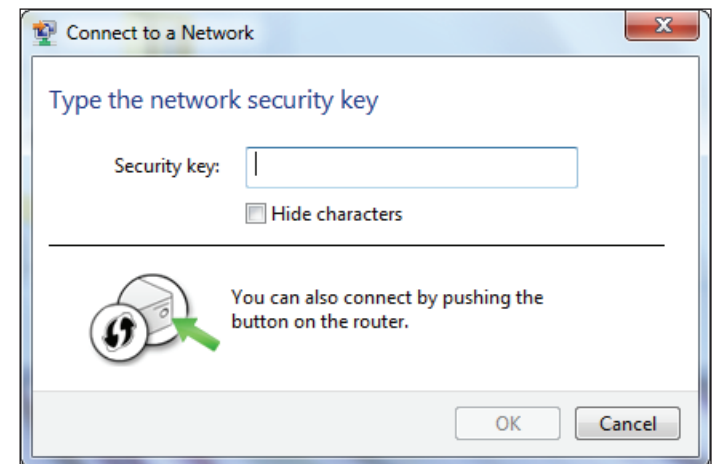 Connect to a Network
Type the network security key
Security key:
Hide characters
You can also connect by pushing the
button on the router.
OK
Cancel